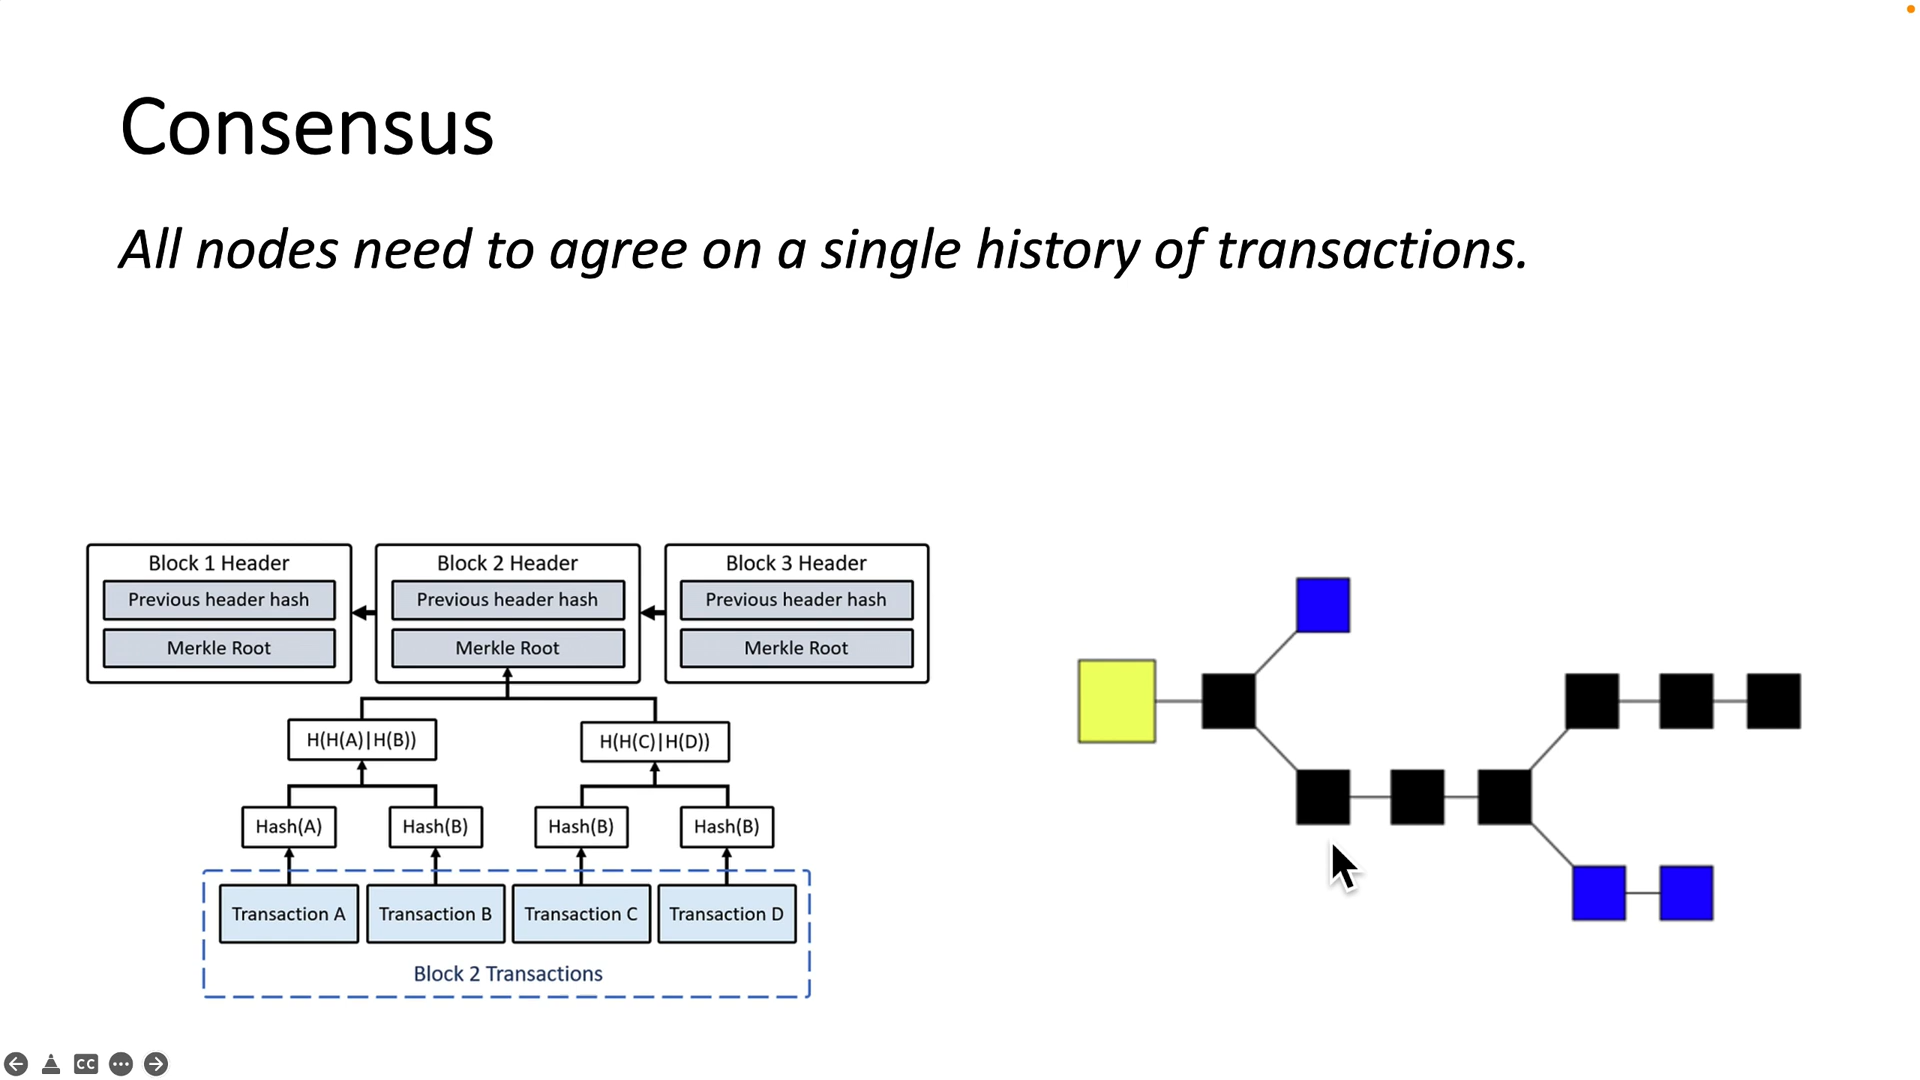 Consensus
All nodes need to agree on a single history of transactions.
Block 1 Header
Previous header hash
Merkle Root
Block 2 Header
Previous header hash
Merkle Root
Block 3 Header
Previous header hash
Merkle Root
H(H(A)|H(B))
H(H(C)|H(D))
Hash(A)
Hash(B)
Hash(B)
Hash(B)
Transaction A
Transaction B
Transaction C
Transaction D
Block 2 Transactions
CC